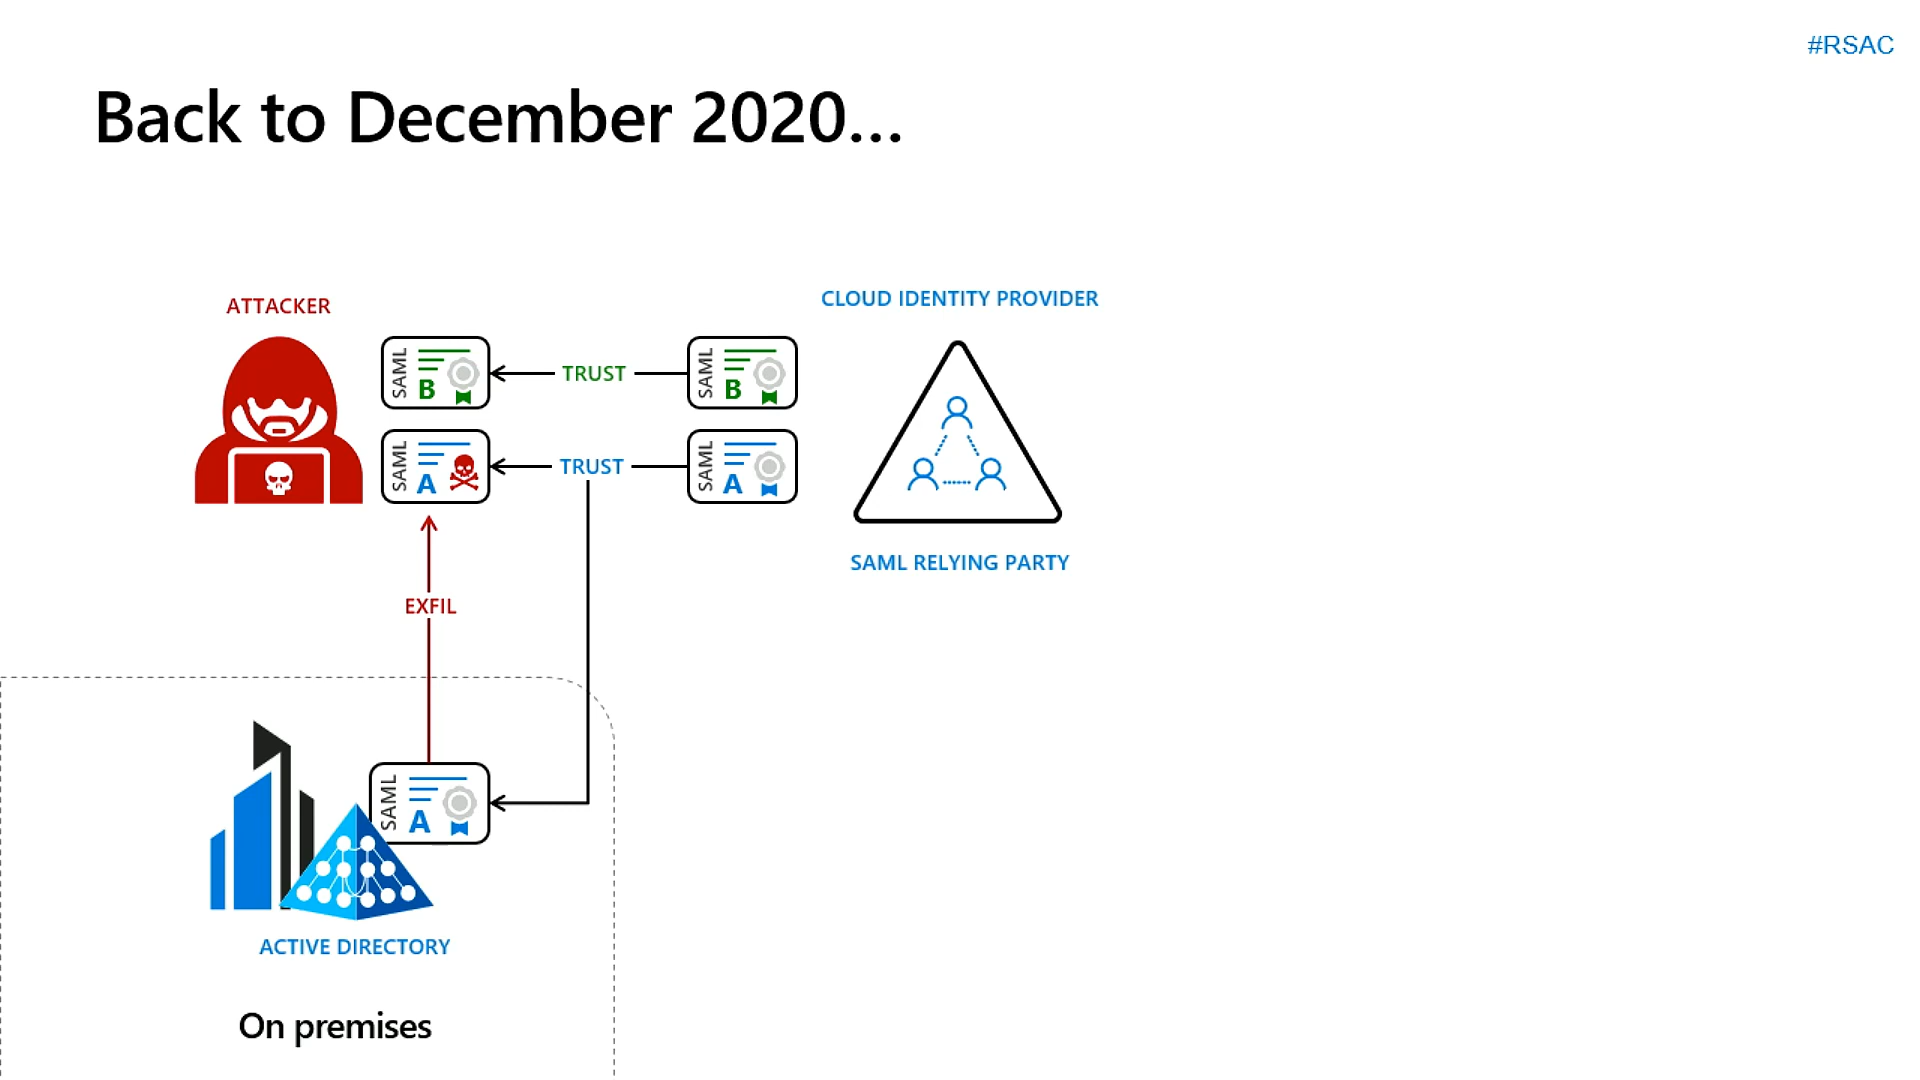 #RSAC
Back to December 2020...
ATTACKER
CLOUD IDENTITY PROVIDER
SAML B
TRUST
SAML B
SAML A
TRUST
SAML A
SAML RELYING PARTY
EXFIL
SAML A
ACTIVE DIRECTORY
On premises